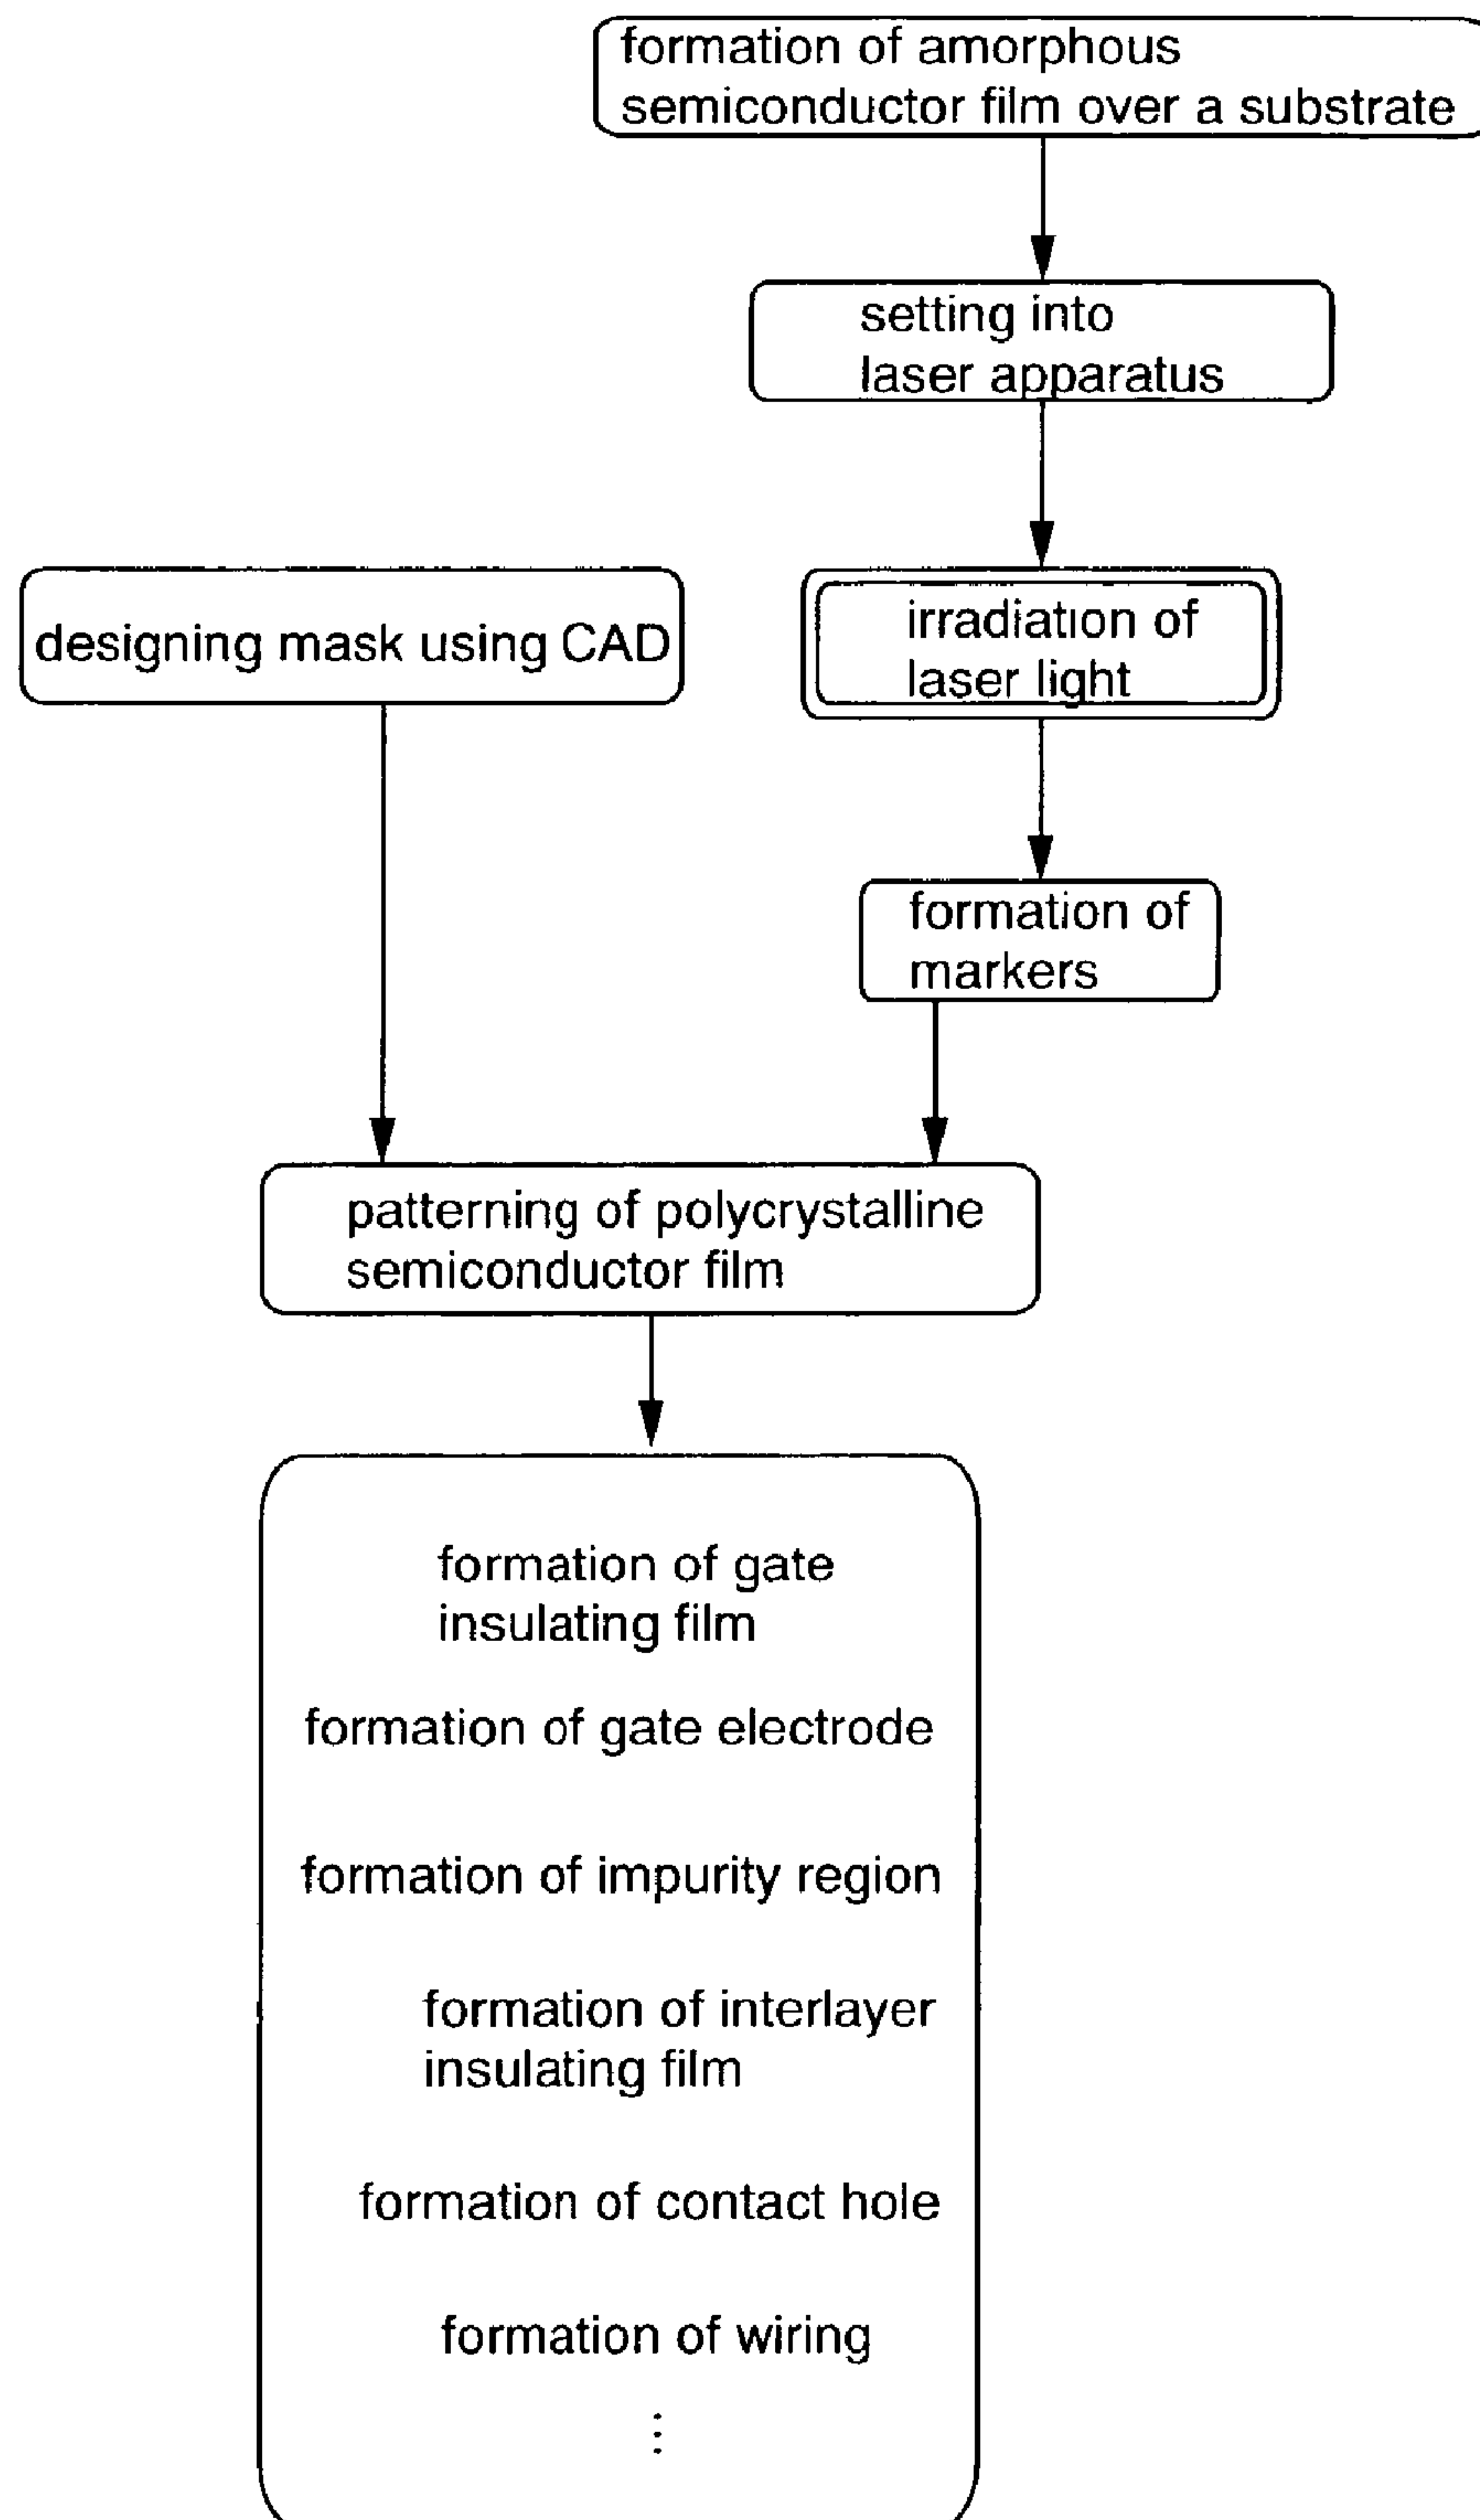 formation of amorphous
semiconductor film over a substrate
setting into
laser apparatus
designing mask using CAD
irradiation of
laser light
formation of
markers
patterning of polycrystalline
semiconductor film
formation of gate
insulating film
formation of gate electrode
formation of impurity region
formation of interlayer
insulating film
formation of contact hole
formation of wiring
⋮